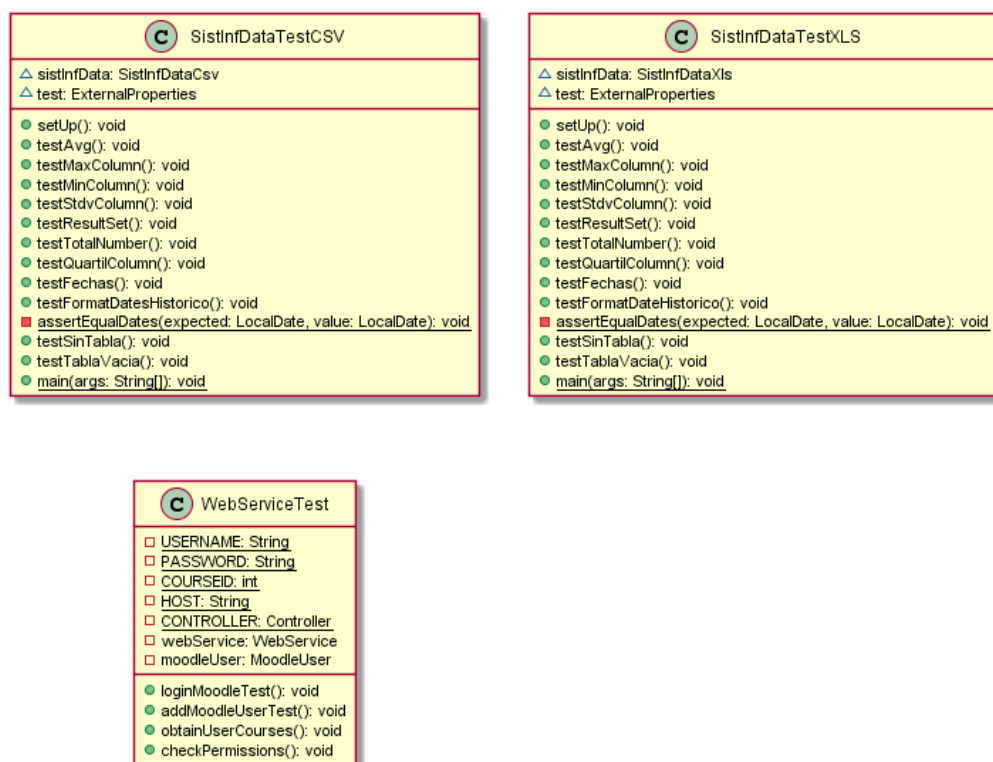 C SistInfDataTestCSV
sistInfData: SistInfDataCsv
test: ExternalProperties
setUp(): void
testAvg(): void
testMaxColumn(): void
testMinColumn(): void
testStdvColumn(): void
testResultSet(): void
testTotalNumber(): void
testQuartilColumn(): void
testFechas(): void
testFormatDatesHistorico(): void
assertEqualDates(expected: LocalDate, value: LocalDate): void
testSinTabla(): void
testTablaVacia(): void
main(args: String[]): void
C SistInfDataTestXLS
sistInfData: SistInfDataXls
test: ExternalProperties
setUp(): void
testAvg(): void
testMaxColumn(): void
testMinColumn(): void
testStdvColumn(): void
testResultSet(): void
testTotalNumber(): void
testQuartilColumn(): void
testFechas(): void
testFormatDateHistorico(): void
assertEqualDates(expected: LocalDate, value: LocalDate): void
testSinTabla(): void
testTablaVacia(): void
main(args: String[]): void
C WebServiceTest
USERNAME: String
PASSWORD: String
COURSEID: int
HOST: String
CONTROLLER: Controller
webService: WebService
moodleUser: MoodleUser
loginMoodleTest(): void
addMoodleUserTest(): void
obtainUserCourses(): void
checkPermissions(): void